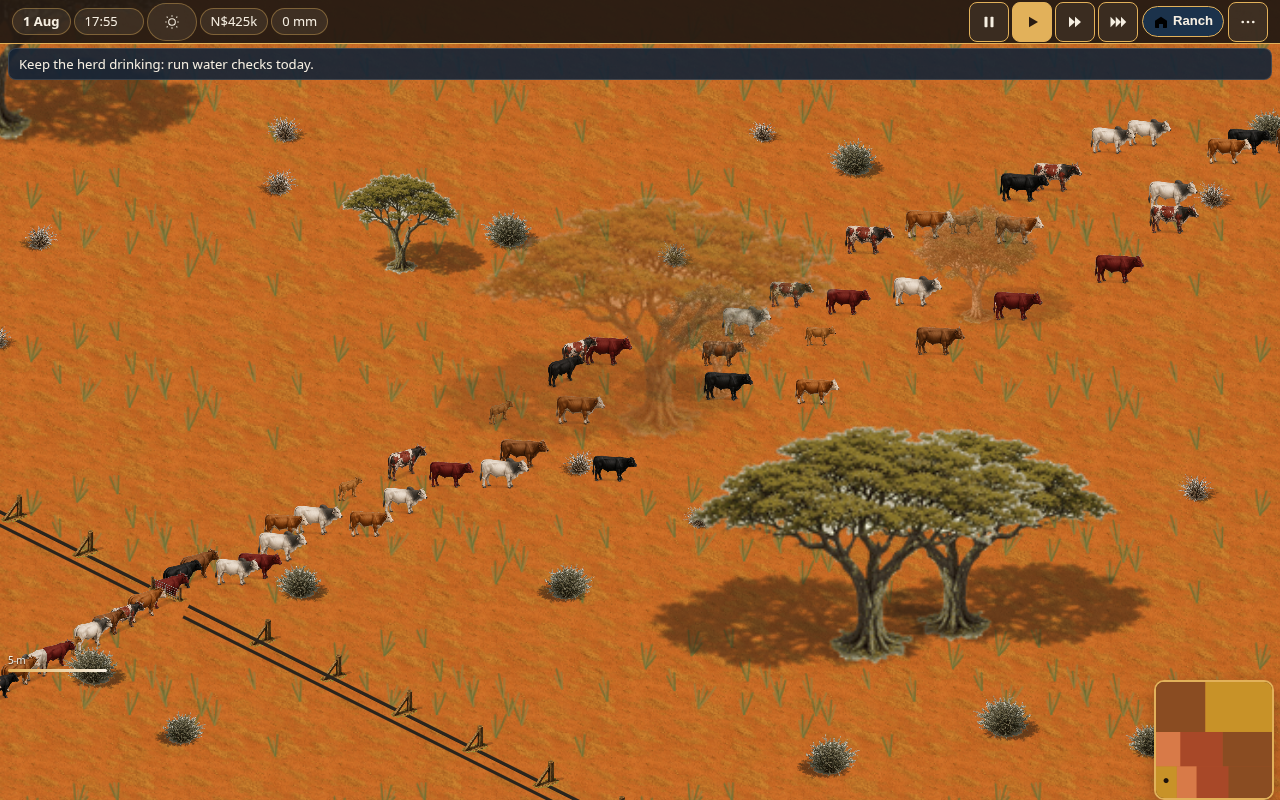 1 Aug 17:55 N$425k 0 mm Ranch
Keep the herd drinking: run water checks today.
5 m